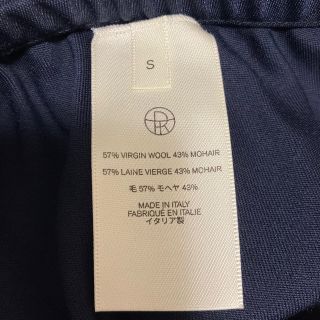 S
57% VIRGIN WOOL 43% MOHAIR
57% LAINE VIERGE 43% MOHAIR
毛 57% モヘヤ 43%
MADE IN ITALY
FABRIQUÉ EN ITALIE
イタリア製